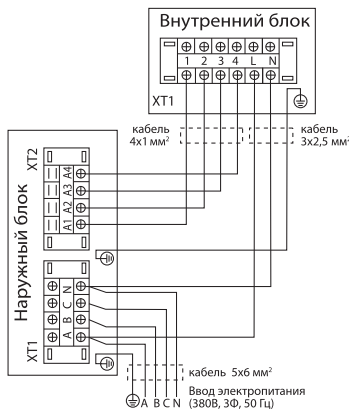 Внутренний блок
1 2 3 4 L N
XT1
кабель
4х1 мм²
кабель
3х2,5 мм²
Наружный блок
XT2
A4
A3
A2
A1
N
C
B
A
XT1
кабель 5х6 мм²
A B C N
Ввод электропитания
(380В, 3Ф, 50 Гц)